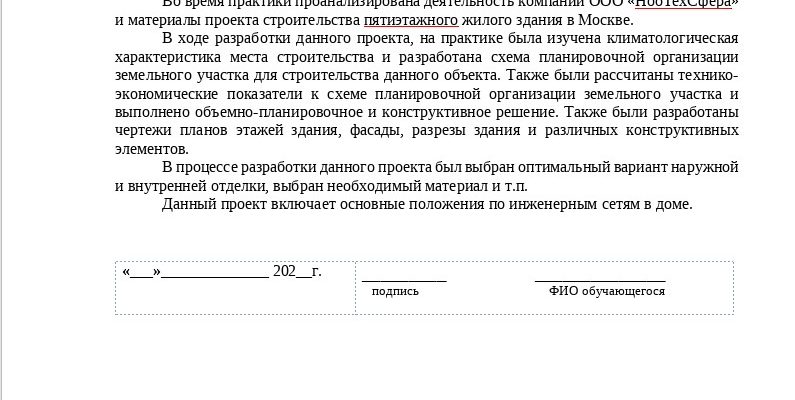 Во время практики проанализирована деятельность компании ООО «НооТехСфера»
и материалы проекта строительства пятиэтажного жилого здания в Москве.
В ходе разработки данного проекта, на практике была изучена климатологическая
характеристика места строительства и разработана схема планировочной организации
земельного участка для строительства данного объекта. Также были рассчитаны технико-
экономические показатели к схеме планировочной организации земельного участка и
выполнено объемно-планировочное и конструктивное решение. Также были разработаны
чертежи планов этажей здания, фасады, разрезы здания и различных конструктивных
элементов.
В процессе разработки данного проекта был выбран оптимальный вариант наружной
и внутренней отделки, выбран необходимый материал и т.п.
Данный проект включает основные положения по инженерным сетям в доме.
«___»______________ 202__г. ___________ _________________
подпись ФИО обучающегося